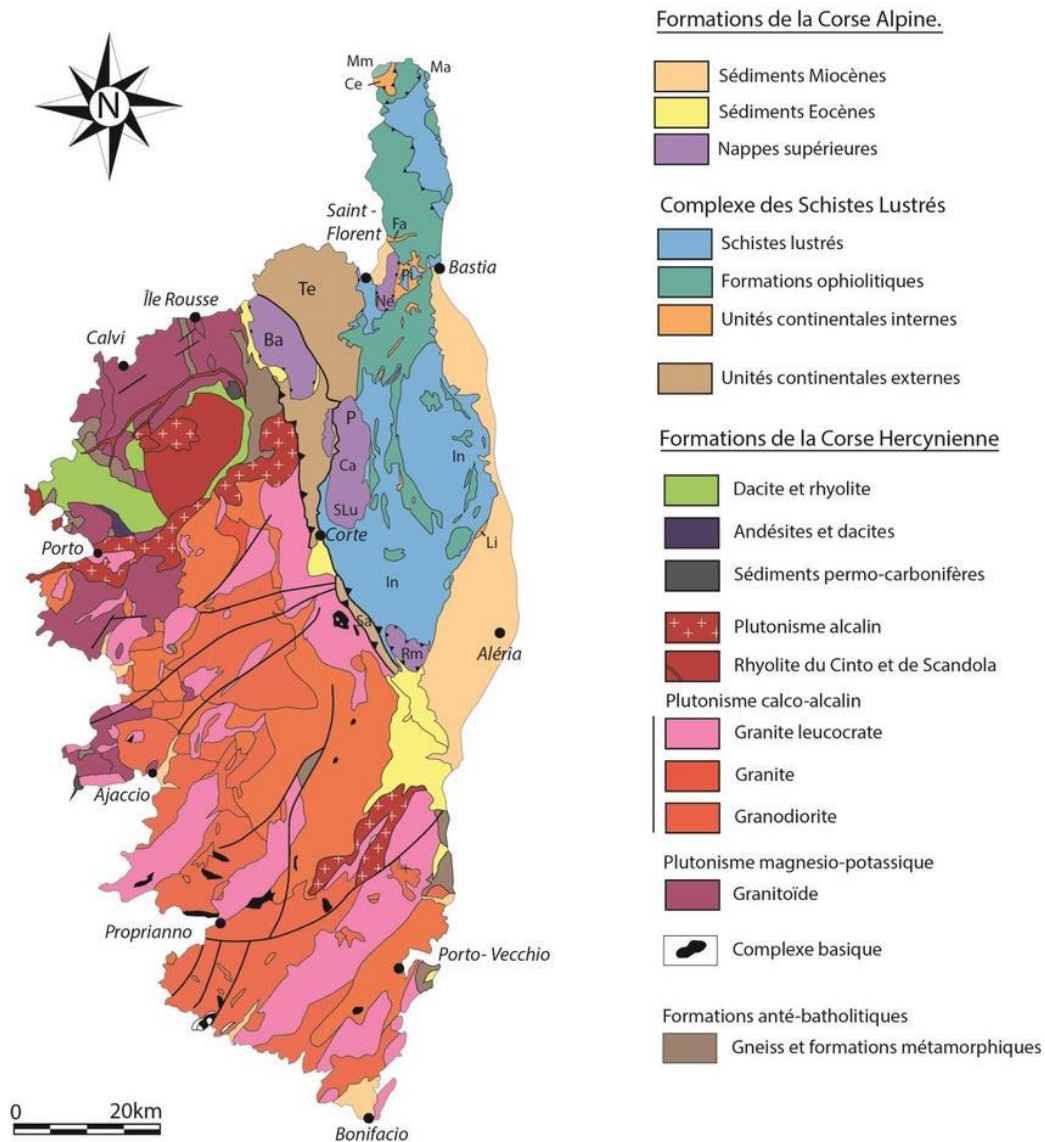 N
Mm
Ma
Ce
Saint -
Florent
Fa
Bastia
Pi
Ne
Te
Île Rousse
Ba
Calvi
P
Ca
In
SLu
Corte
Li
Porto
In
Sa
Rm
Aléria
Ajaccio
Proprianno
Porto- Vecchio
Bonifacio
0 20km
Formations de la Corse Alpine.
Sédiments Miocènes
Sédiments Eocènes
Nappes supérieures
Complexe des Schistes Lustrés
Schistes lustrés
Formations ophiolitiques
Unités continentales internes
Unités continentales externes
Formations de la Corse Hercynienne
Dacite et rhyolite
Andésites et dacites
Sédiments permo-carbonifères
Plutonisme alcalin
Rhyolite du Cinto et de Scandola
Plutonisme calco-alcalin
Granite leucocrate
Granite
Granodiorite
Plutonisme magnesio-potassique
Granitoïde
Complexe basique
Formations anté-batholitiques
Gneiss et formations métamorphiques